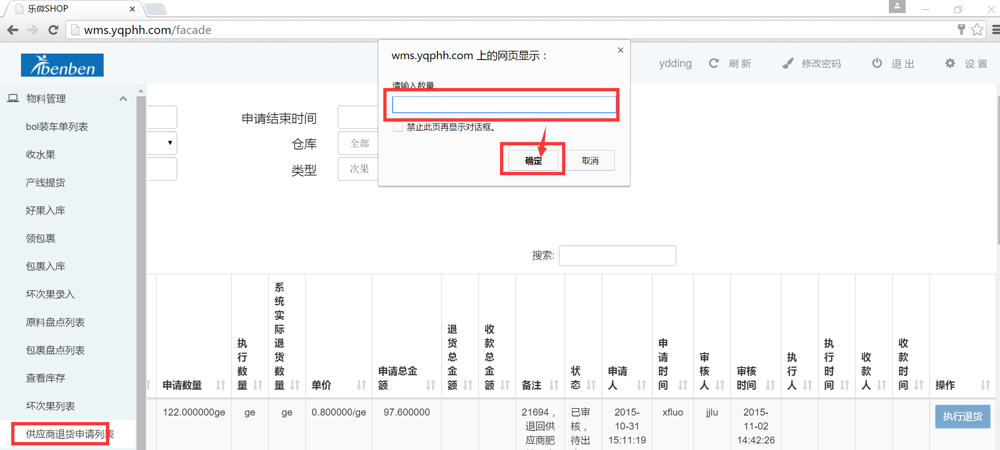 乐微SHOP
wms.yqphh.com/facade
ibenben
ydding
刷 新
修改密码
退 出
设 置
wms.yqphh.com 上的网页显示：
请输入数量
禁止此页再显示对话框。
确定
取消
物料管理
bol装车单列表
收水果
产线提货
好果入库
领包裹
包裹入库
坏次果录入
原料盘点列表
包裹盘点列表
查看库存
坏次果列表
供应商退货申请列表
申请结束时间
仓库
全部
类型
次果
搜索:
申请数量
执行数量
系统实际退货数量
单价
申请总金额
退货总金额
收款总金额
备注
状态
申请人
申请时间
审核人
审核时间
执行人
执行时间
收款人
收款时间
操作
122.000000ge
ge
ge
0.800000/ge
97.600000
21694，
退回供
应商肥
已审
核，
待出
2015-
10-31
15:11:19
xfluo
jjlu
2015-
11-02
14:42:26
执行退货